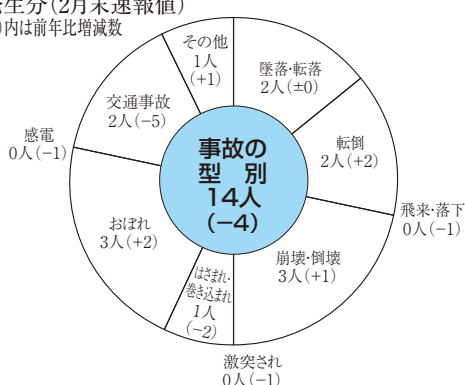 生分(2月末速報値)
)内は前年比増減数
その他
1人
(+1)
墜落・転落
2人(±0)
交通事故
2人(−5)
転倒
2人(+2)
感電
0人(−1)
事故の
型 別
14人
(−4)
飛来・落下
0人(−1)
おぼれ
3人(+2)
崩壊・倒壊
3人(+1)
はさまれ・
巻き込まれ
1人
(−2)
激突され
0人(−1)